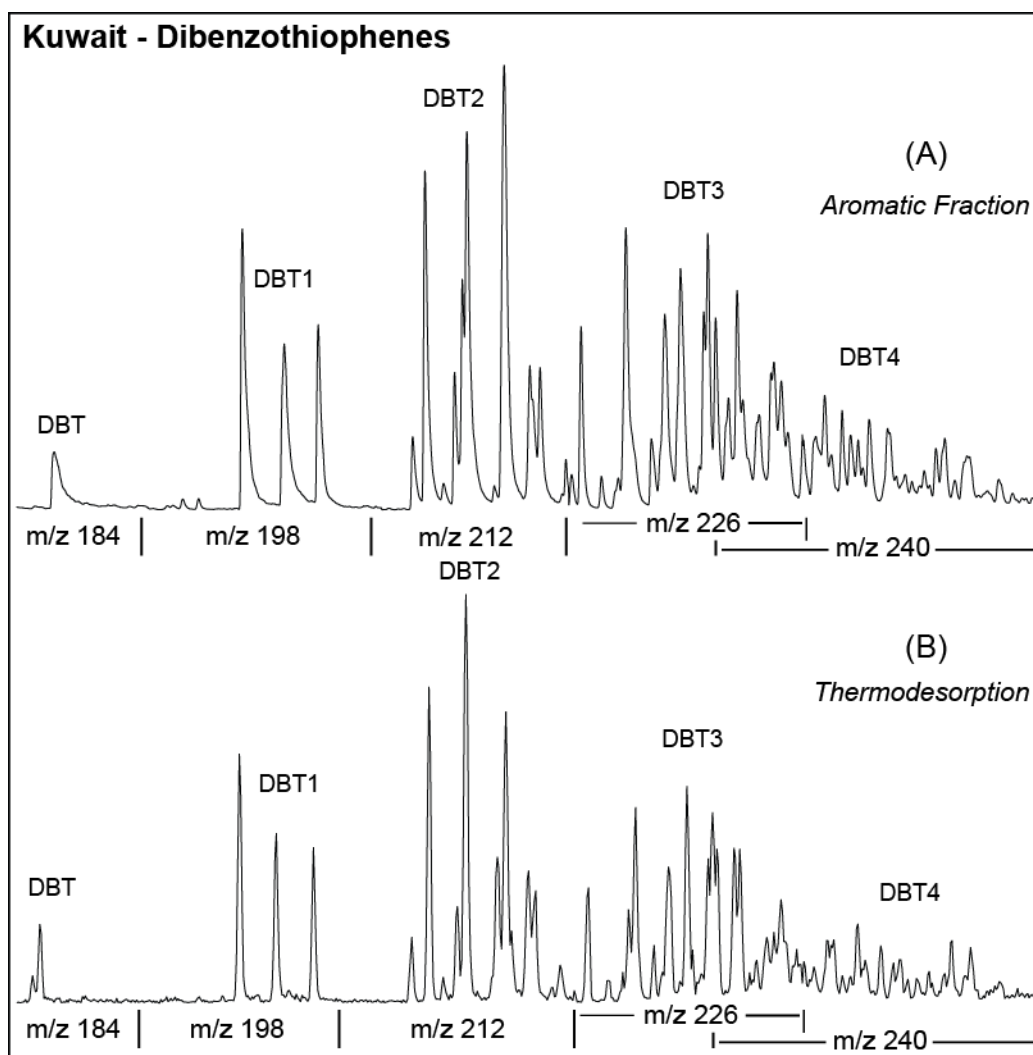 Kuwait - Dibenzothiophenes
DBT2
(A)
DBT3
Aromatic Fraction
DBT1
DBT4
DBT
m/z 184 m/z 198 m/z 212 m/z 226
m/z 240
DBT2
(B)
Thermodesorption
DBT3
DBT1
DBT
DBT4
m/z 184 m/z 198 m/z 212 m/z 226
m/z 240